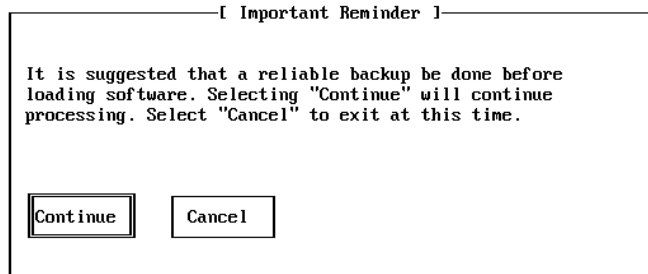 [ Important Reminder ]
It is suggested that a reliable backup be done before
loading software. Selecting "Continue" will continue
processing. Select "Cancel" to exit at this time.
Continue Cancel